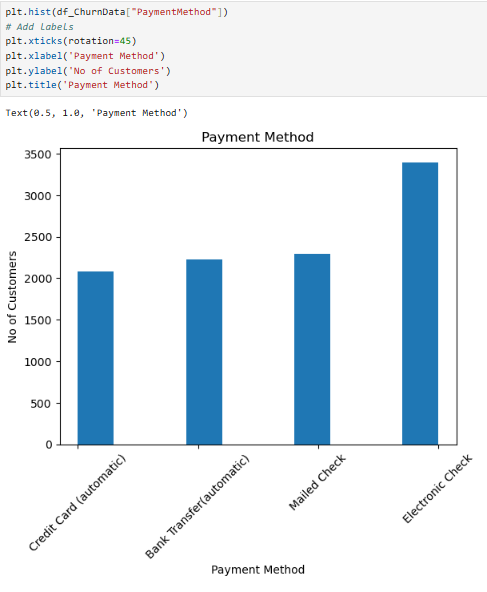 plt.hist(df_ChurnData["PaymentMethod"])
# Add labels
plt.xticks(rotation=45)
plt.xlabel('Payment Method')
plt.ylabel('No of Customers')
plt.title('Payment Method')
Text(0.5, 1.0, 'Payment Method')
Payment Method
3500
3000
2500
2000
1500
1000
500
0
No of Customers
Credit Card (automatic)
Bank Transfer(automatic)
Mailed Check
Electronic Check
Payment Method